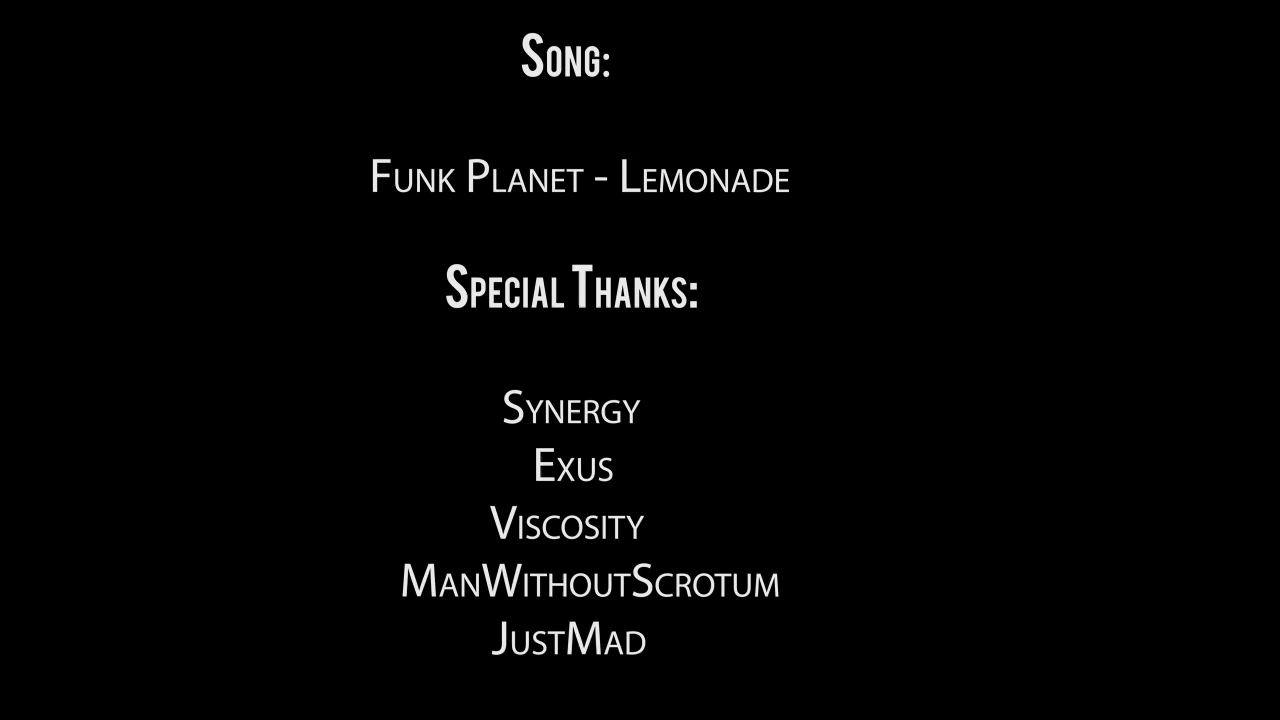 Song:
Funk Planet - Lemonade
Special Thanks:
Synergy
Exus
Viscosity
ManWithoutScrotum
JustMad